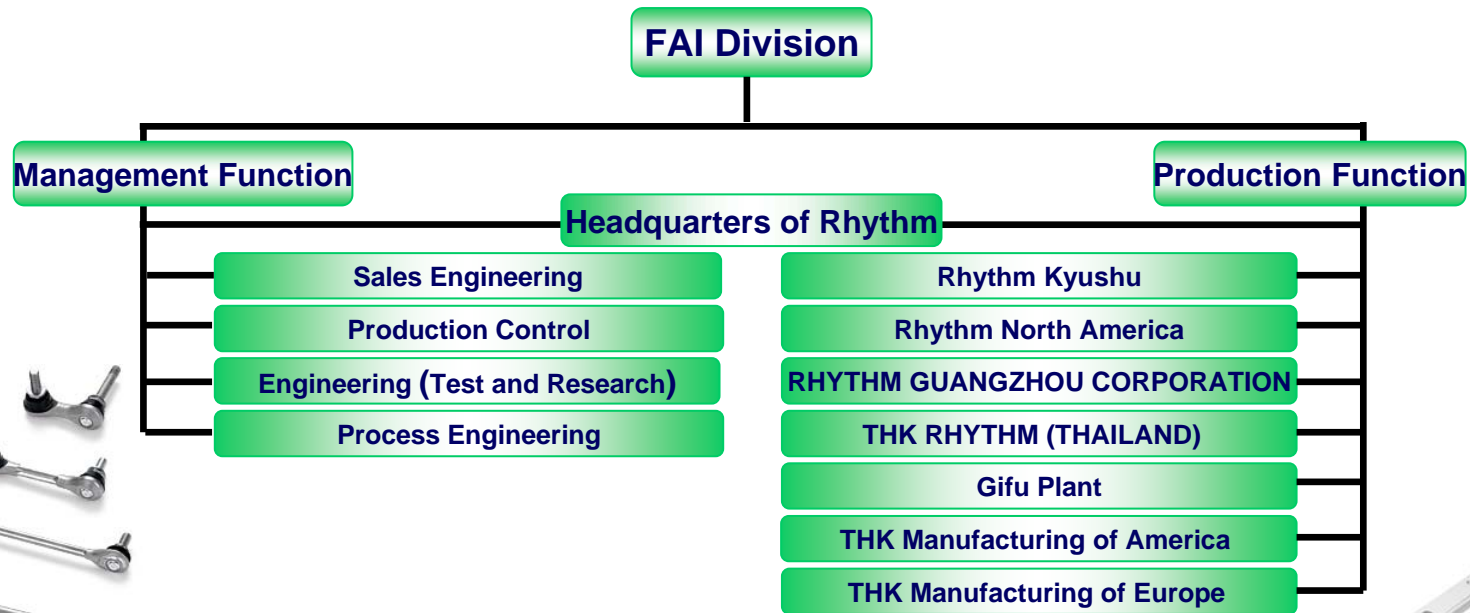 FAI Division
Management Function
Production Function
Headquarters of Rhythm
Sales Engineering
Production Control
Engineering (Test and Research)
Process Engineering
Rhythm Kyushu
Rhythm North America
RHYTHM GUANGZHOU CORPORATION
THK RHYTHM (THAILAND)
Gifu Plant
THK Manufacturing of America
THK Manufacturing of Europe